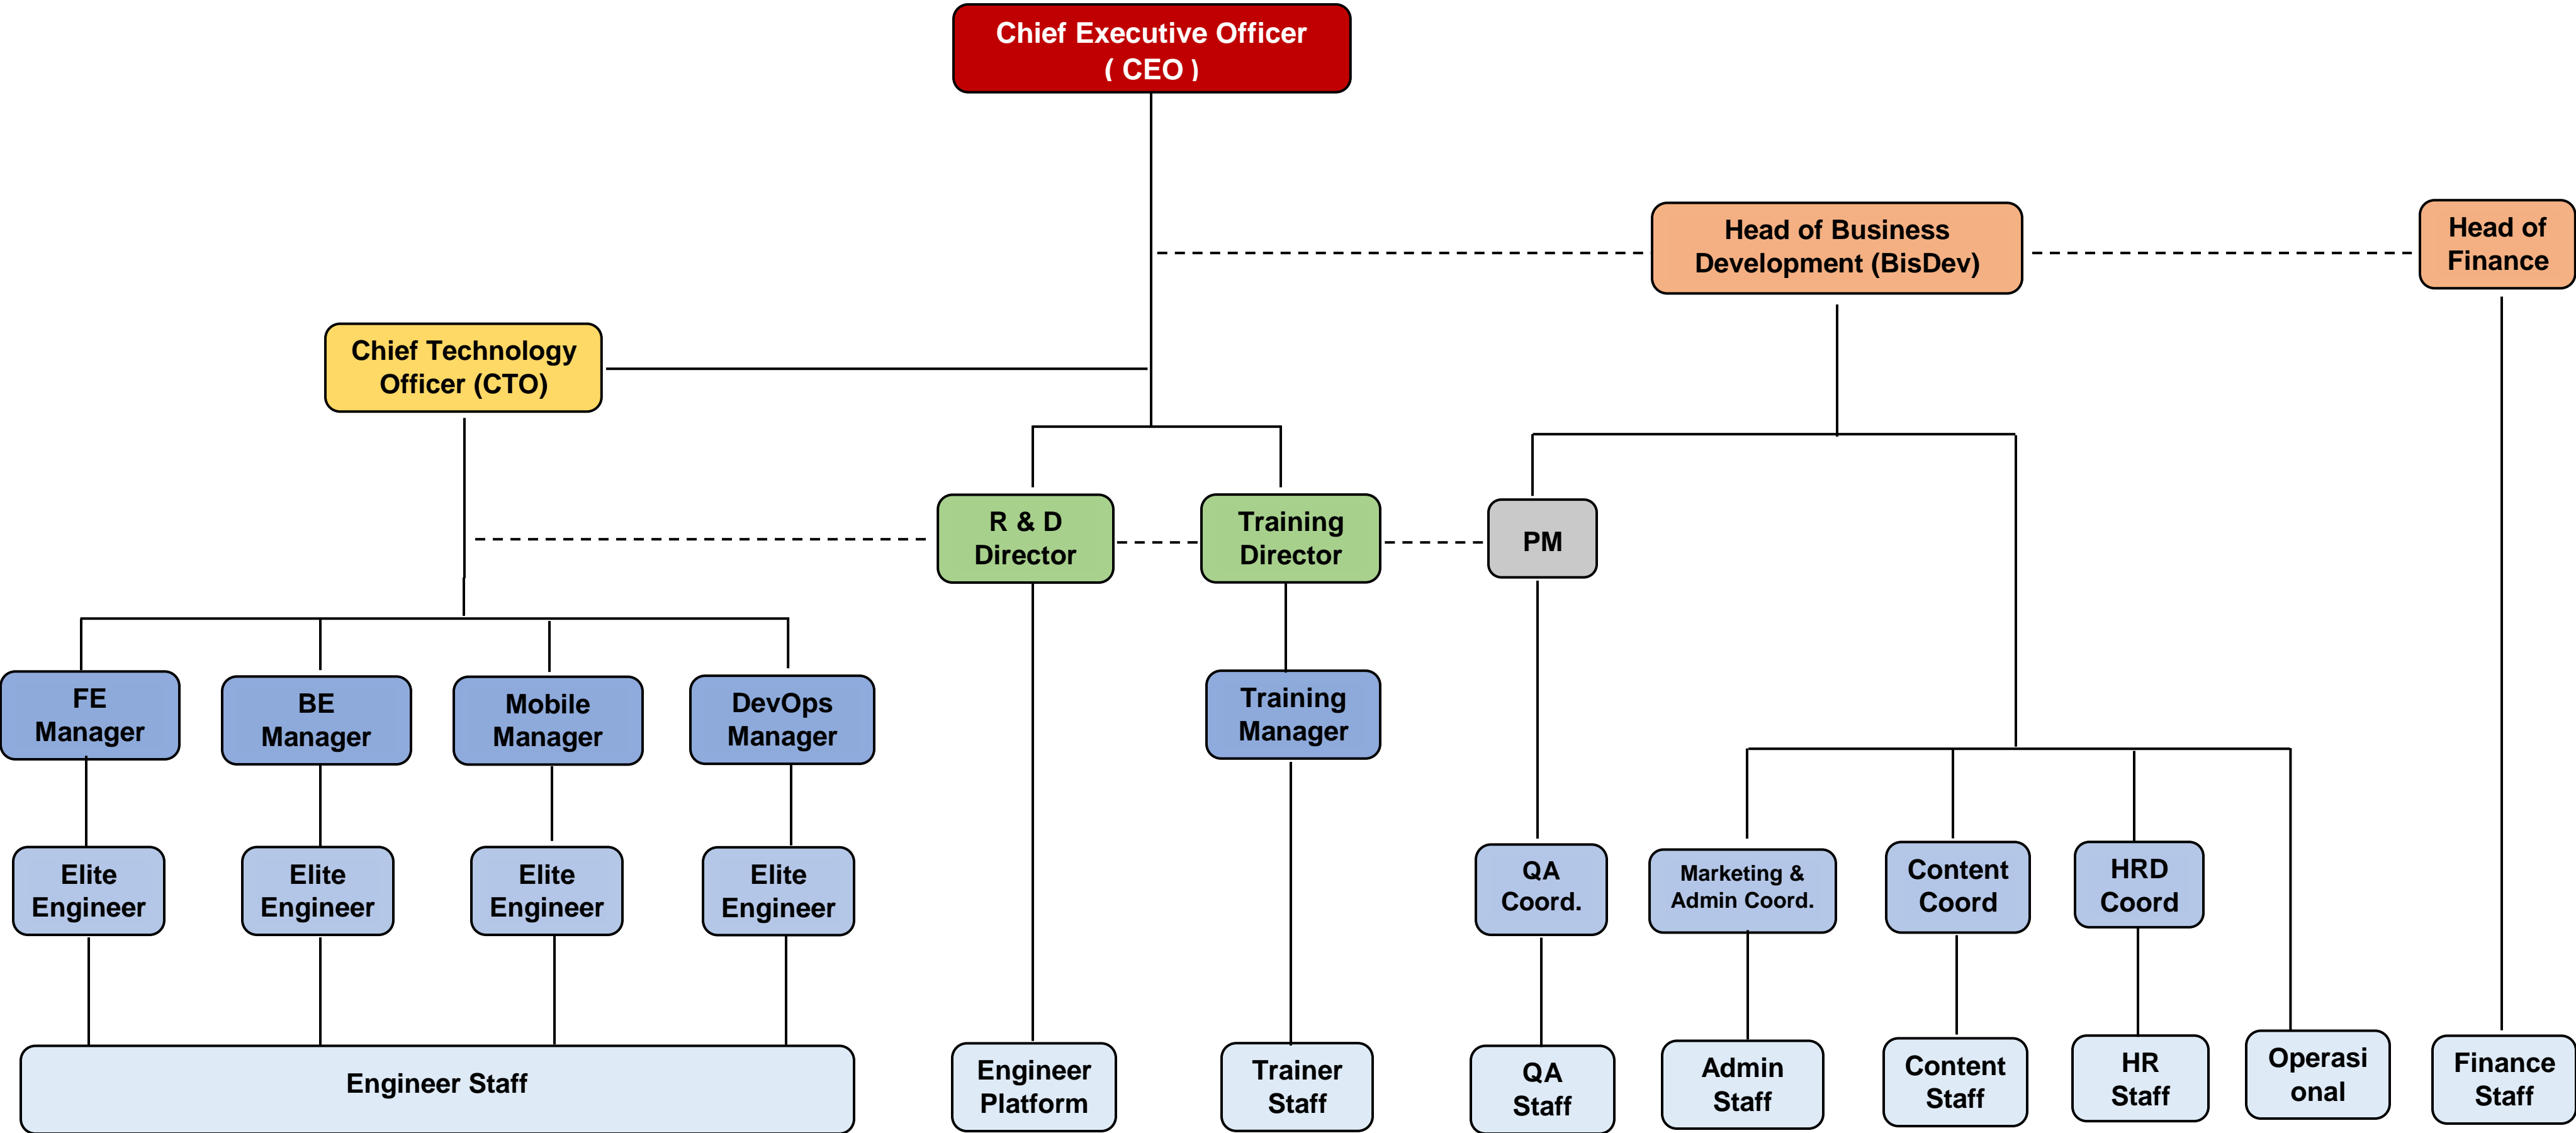 Chief Executive Officer
( CEO )
Head of Business
Development (BisDev)
Head of
Finance
Chief Technology
Officer (CTO)
R & D
Director
Training
Director
PM
FE
Manager
BE
Manager
Mobile
Manager
DevOps
Manager
Training
Manager
Elite
Engineer
Elite
Engineer
Elite
Engineer
Elite
Engineer
QA
Coord.
Marketing &
Admin Coord.
Content
Coord
HRD
Coord
Engineer Staff
Engineer
Platform
Trainer
Staff
QA
Staff
Admin
Staff
Content
Staff
HR
Staff
Operasi
onal
Finance
Staff